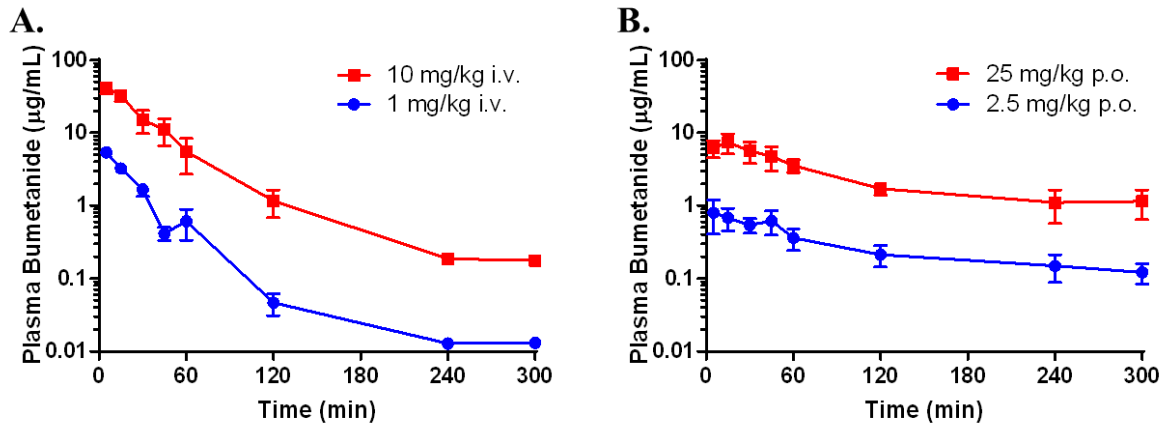 A.
Plasma Bumetanide (µg/mL)
100
10
1
0.1
0.01
10 mg/kg i.v.
1 mg/kg i.v.
0 60 120 180 240 300
Time (min)
B.
Plasma Bumetanide (µg/mL)
100
10
1
0.1
0.01
25 mg/kg p.o.
2.5 mg/kg p.o.
0 60 120 180 240 300
Time (min)